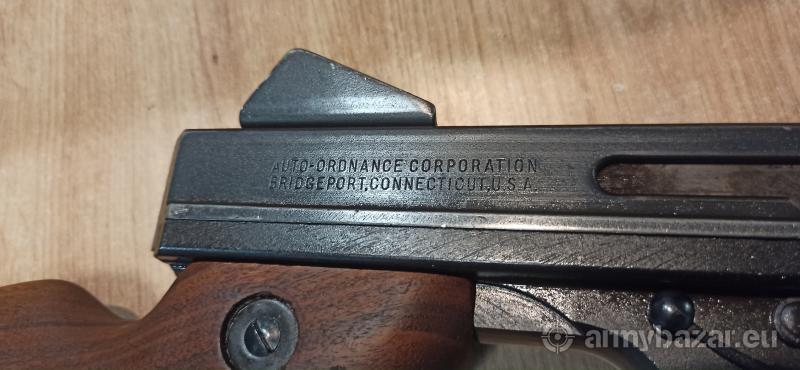 AUTO-ORDNANCE CORPORATION
BRIDGEPORT,CONNECTICUT,U.S.A.
armybazar.eu